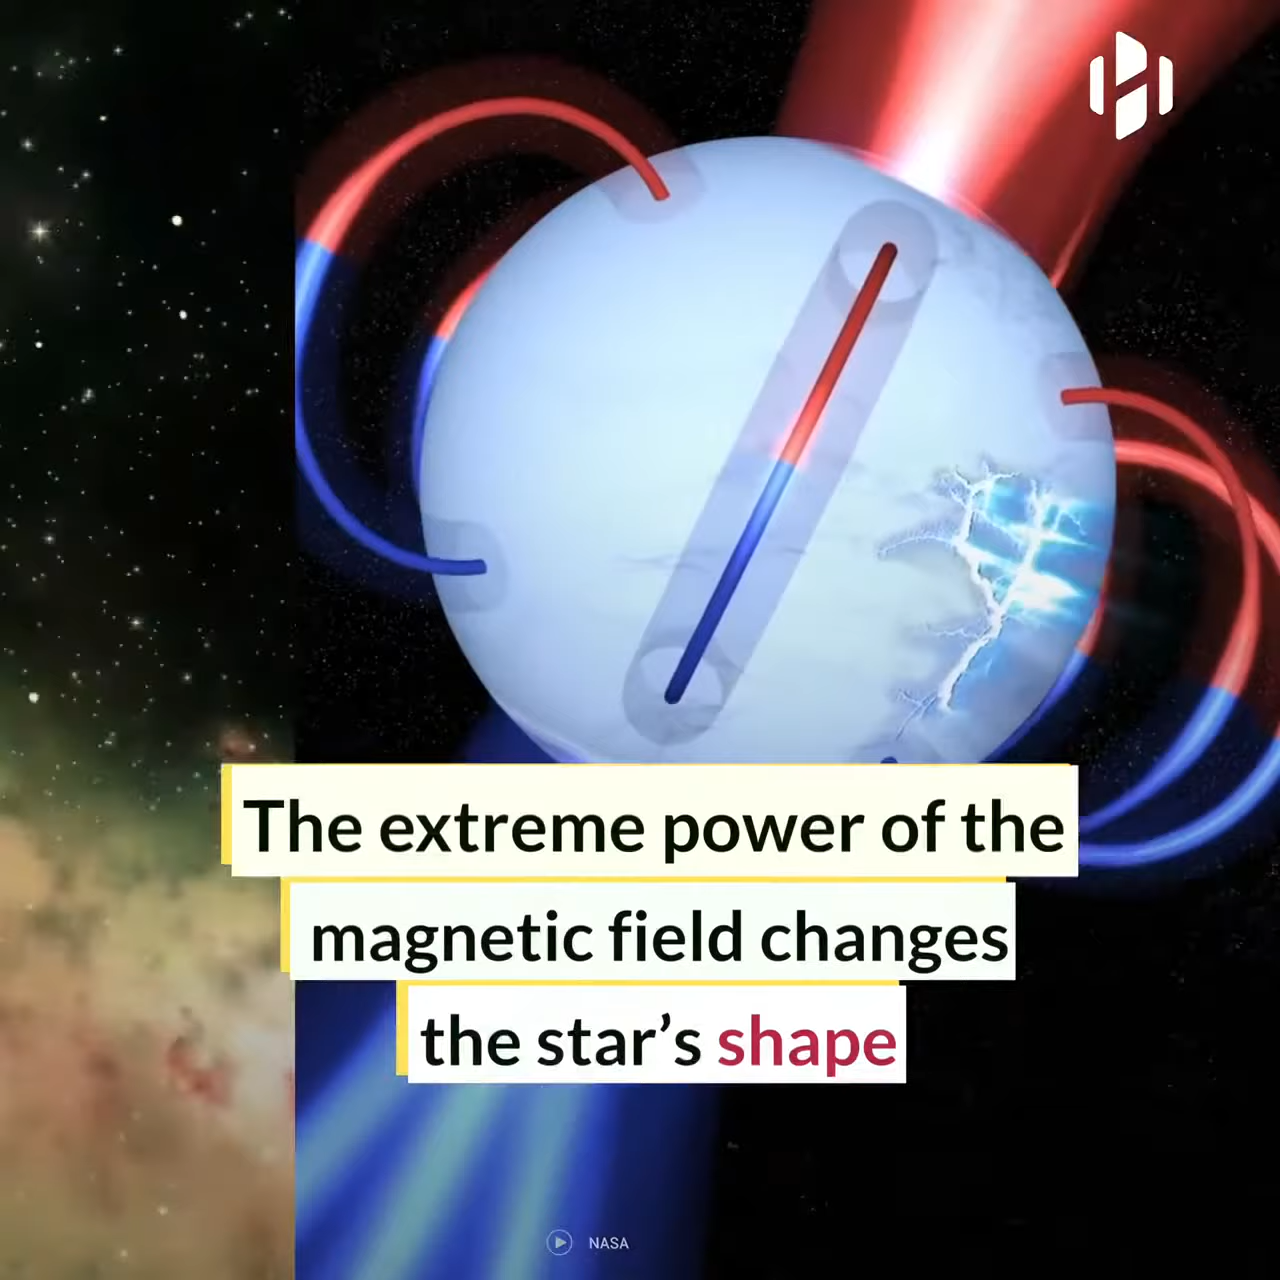 The extreme power of the
magnetic field changes
the star’s shape
NASA